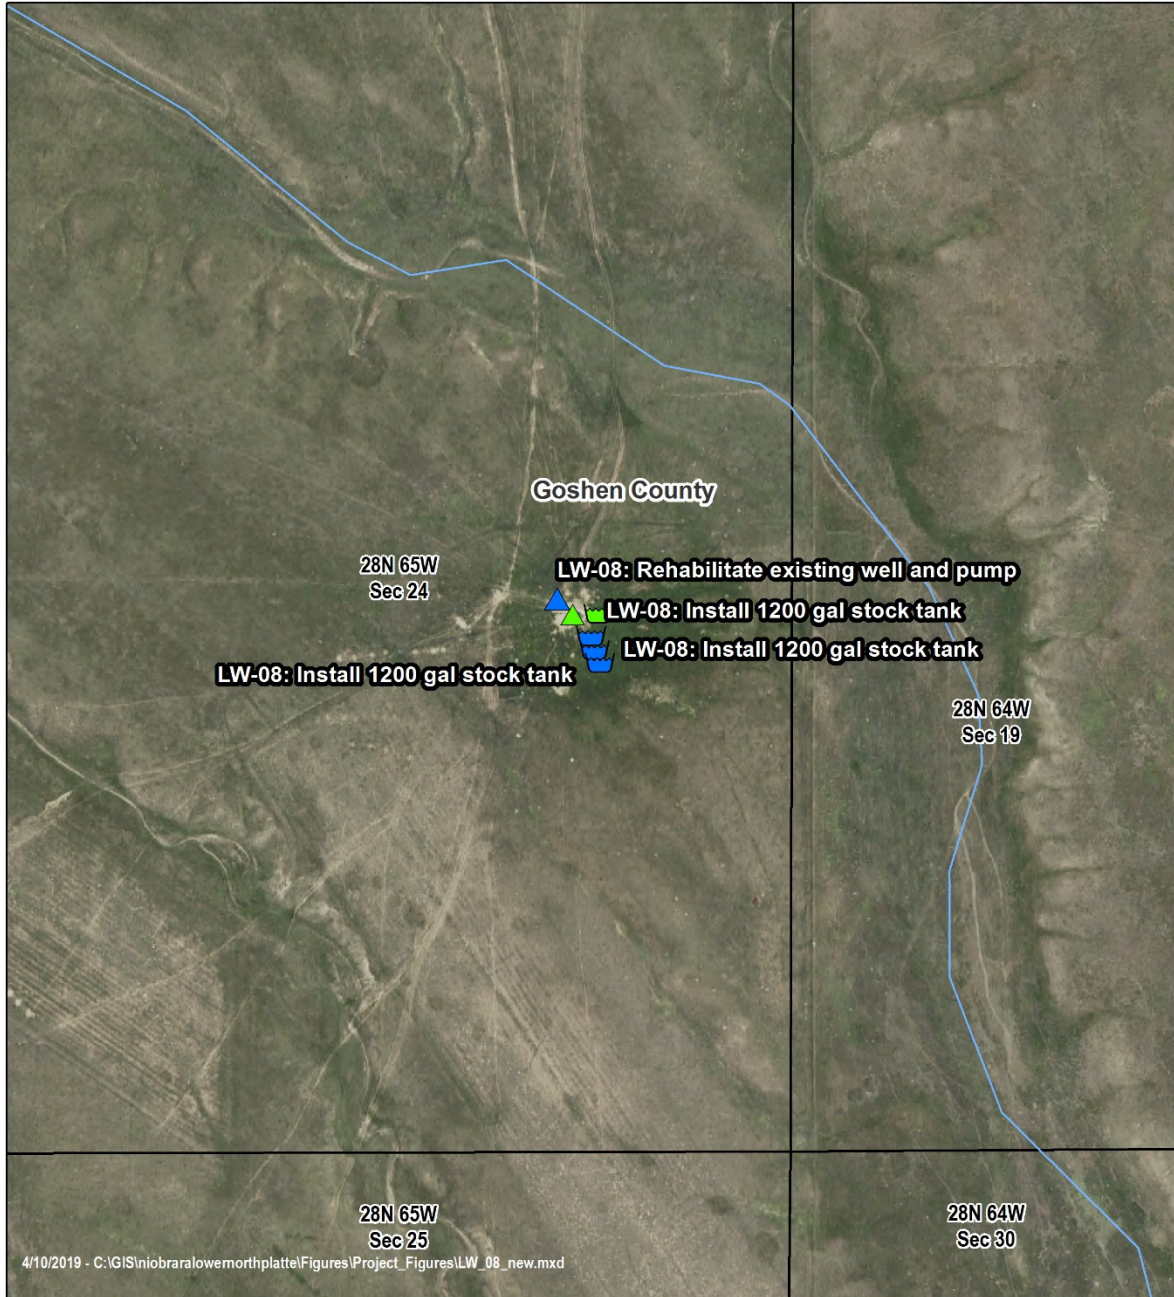 Goshen County
28N 65W
Sec 24
LW-08: Rehabilitate existing well and pump
LW-08: Install 1200 gal stock tank
LW-08: Install 1200 gal stock tank
LW-08: Install 1200 gal stock tank
28N 64W
Sec 19
28N 65W
Sec 25
28N 64W
Sec 30
4/10/2019 - C:\GIS\niobraralowernorthplatte\Figures\Project_Figures\LW_08_new.mxd